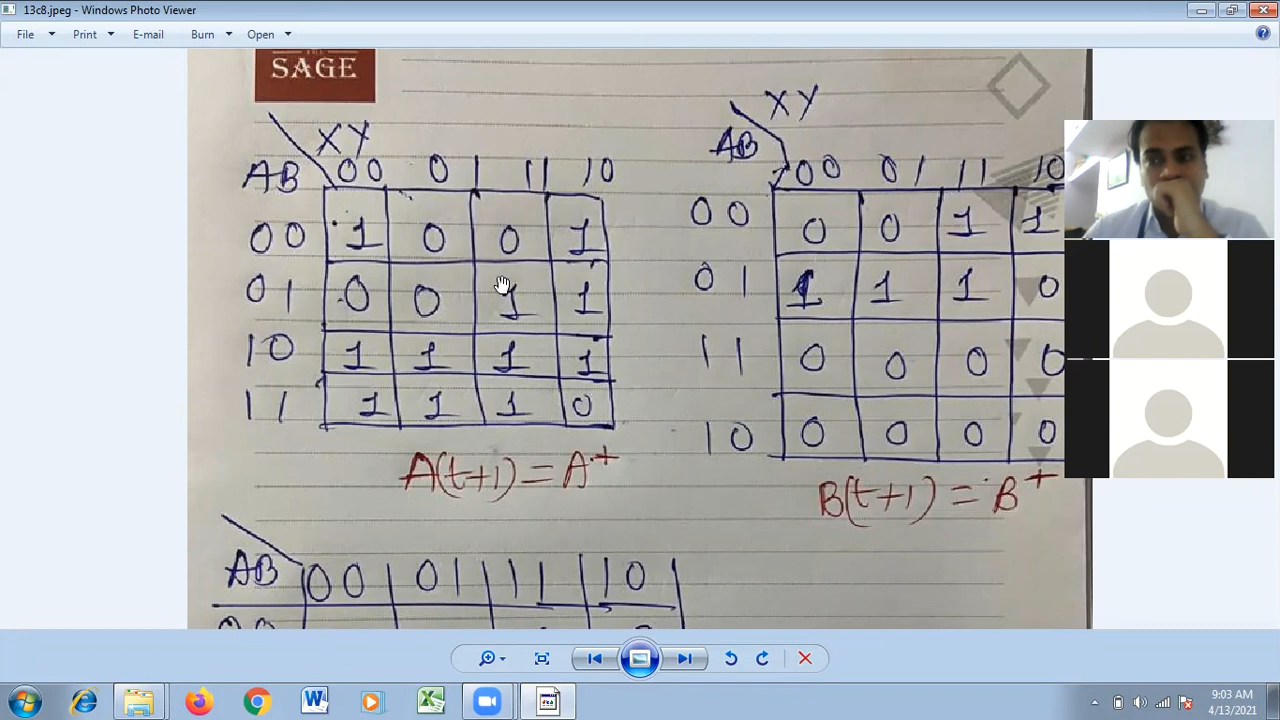 13c8.jpeg - Windows Photo Viewer
File Print E-mail Burn Open
SAGE
XY
AB 00 01 11 10
00 1 0 0 1
01 0 0 1 1
10 1 1 1 1
11 1 1 1 0
A(t+1) = A+
XY
AB 00 01 11 10
00 0 0 1 1
01 1 1 1 0
11 0 0 0 0
10 0 0 0 0
B(t+1) = B+
AB 00 01 11 10
9:03 AM
4/13/2021